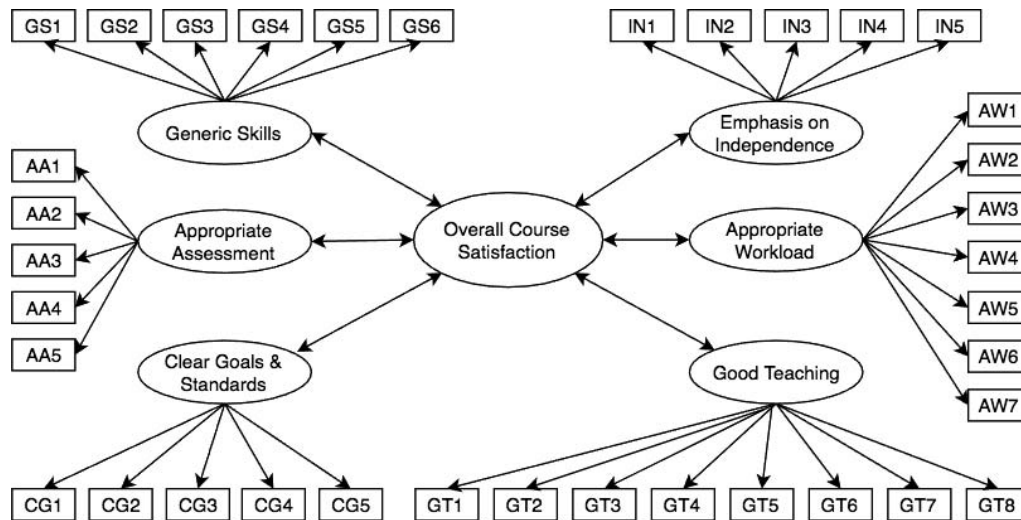 GS1 GS2 GS3 GS4 GS5 GS6
IN1 IN2 IN3 IN4 IN5
Generic Skills
Emphasis on
Independence
AA1
AA2
AA3
AA4
AA5
Appropriate
Assessment
Overall Course
Satisfaction
Appropriate
Workload
AW1
AW2
AW3
AW4
AW5
AW6
AW7
Clear Goals &
Standards
Good Teaching
CG1 CG2 CG3 CG4 CG5
GT1 GT2 GT3 GT4 GT5 GT6 GT7 GT8